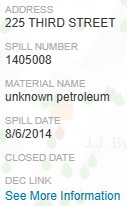 ADDRESS
225 THIRD STREET
SPILL NUMBER
1405008
MATERIAL NAME
unknown petroleum
SPILL DATE
8/6/2014
J.J. By
CLOSED DATE
DEC LINK
See More Information